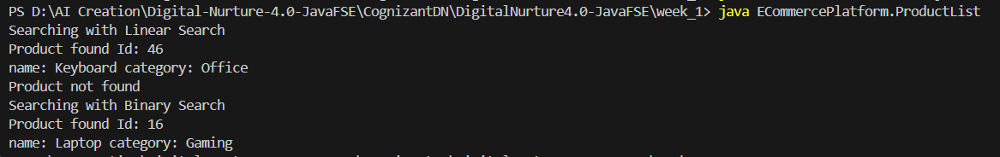 PS D:\AI Creation\Digital-Nurture-4.0-JavaFSE\CognizantDN\DigitalNurture4.0-JavaFSE\week_1> java ECommercePlatform.ProductList
Searching with Linear Search
Product found Id: 46
name: Keyboard category: Office
Product not found
Searching with Binary Search
Product found Id: 16
name: Laptop category: Gaming